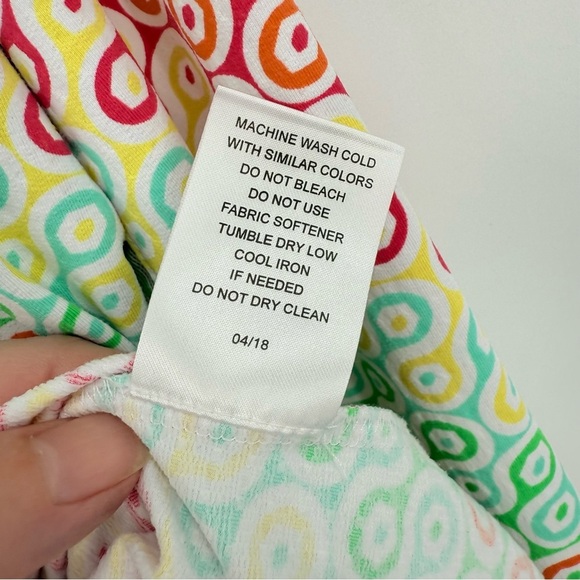 MACHINE WASH COLD
WITH SIMILAR COLORS
DO NOT BLEACH
DO NOT USE
FABRIC SOFTENER
TUMBLE DRY LOW
COOL IRON
IF NEEDED
DO NOT DRY CLEAN
04/18